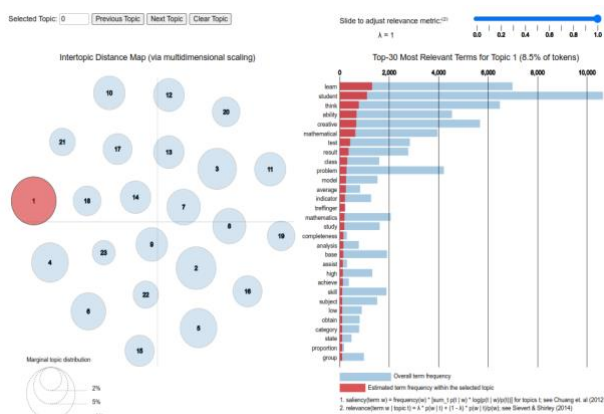 Selected Topic: 0 Previous Topic Next Topic Clear Topic
Slide to adjust relevance metric:(2)
λ = 1
0.0 0.2 0.4 0.6 0.8 1.0
Intertopic Distance Map (via multidimensional scaling)
10
12
20
21
17
13
3
11
1
18
14
7
8
19
9
23
4
2
22
16
6
5
15
Marginal topic distribution
2%
5%
Top-30 Most Relevant Terms for Topic 1 (8.5% of tokens)
0 2,000 4,000 6,000 8,000 10,000
learn
student
think
ability
creative
mathematical
test
result
class
problem
model
average
indicator
treffinger
mathematics
study
completeness
analysis
base
assist
high
achieve
skill
subject
low
obtain
category
state
proportion
group
Overall term frequency
Estimated term frequency within the selected topic
1. saliency(term w) = frequency(w) * [sum_t p(t | w) * log(p(t | w)/p(t))] for topics t; see Chuang et. al (2012
2. relevance(term w | topic t) = λ * p(w | t) + (1 - λ) * p(w | t)/p(w); see Sievert & Shirley (2014)